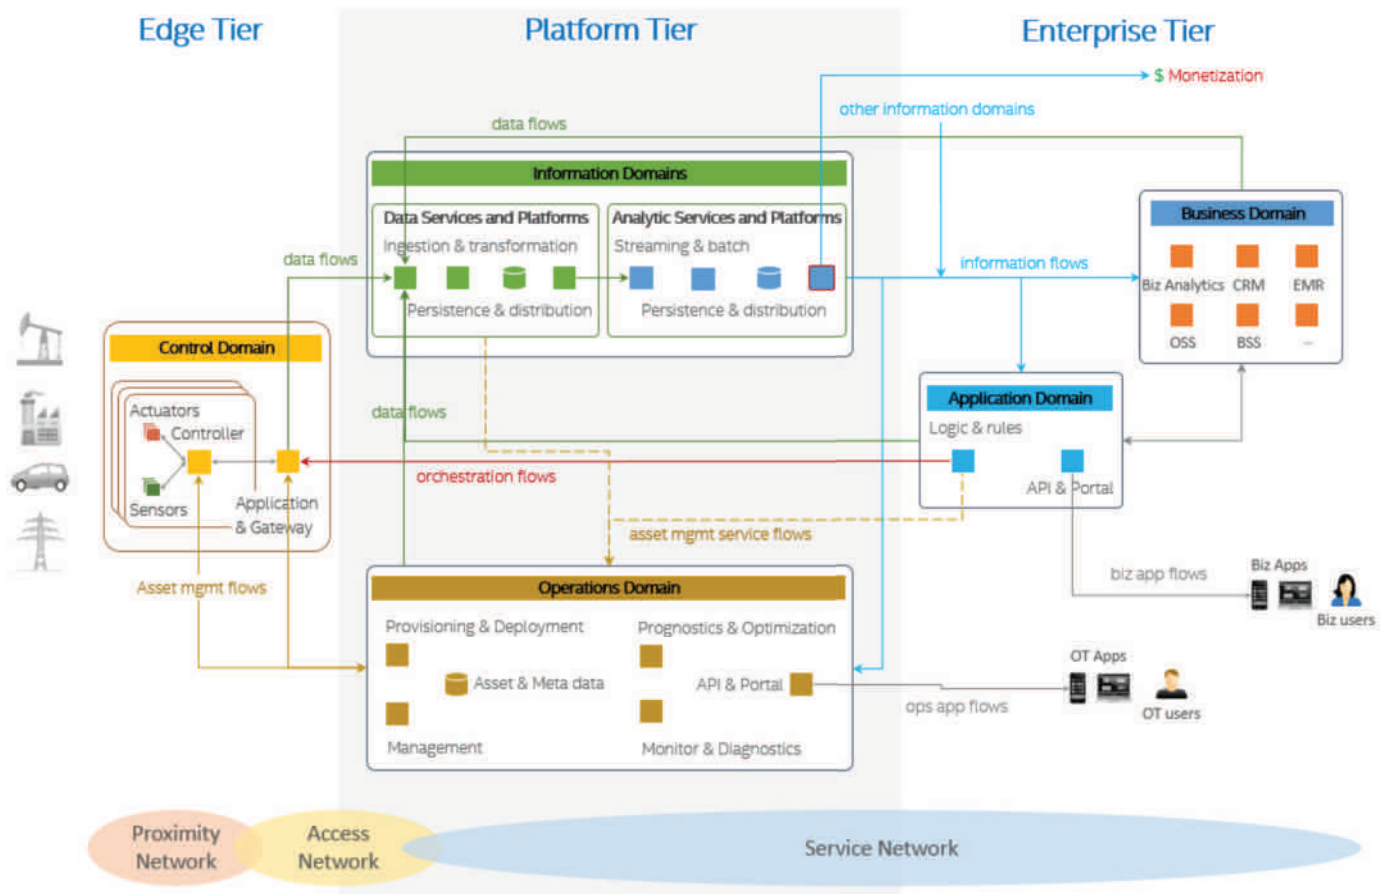 Edge Tier
Platform Tier
Enterprise Tier
$ Monetization
other information domains
data flows
Information Domains
Data Services and Platforms
Ingestion & transformation
Persistence & distribution
Analytic Services and Platforms
Streaming & batch
Persistence & distribution
data flows
information flows
Business Domain
Biz Analytics
CRM
EMR
OSS
BSS
...
Control Domain
Actuators
Controller
Sensors
Application
& Gateway
data flows
Application Domain
Logic & rules
API & Portal
orchestration flows
asset mgmt service flows
Asset mgmt flows
Operations Domain
Provisioning & Deployment
Prognostics & Optimization
Asset & Meta data
API & Portal
Management
Monitor & Diagnostics
biz app flows
Biz Apps
Biz users
OT Apps
ops app flows
OT users
Proximity
Network
Access
Network
Service Network